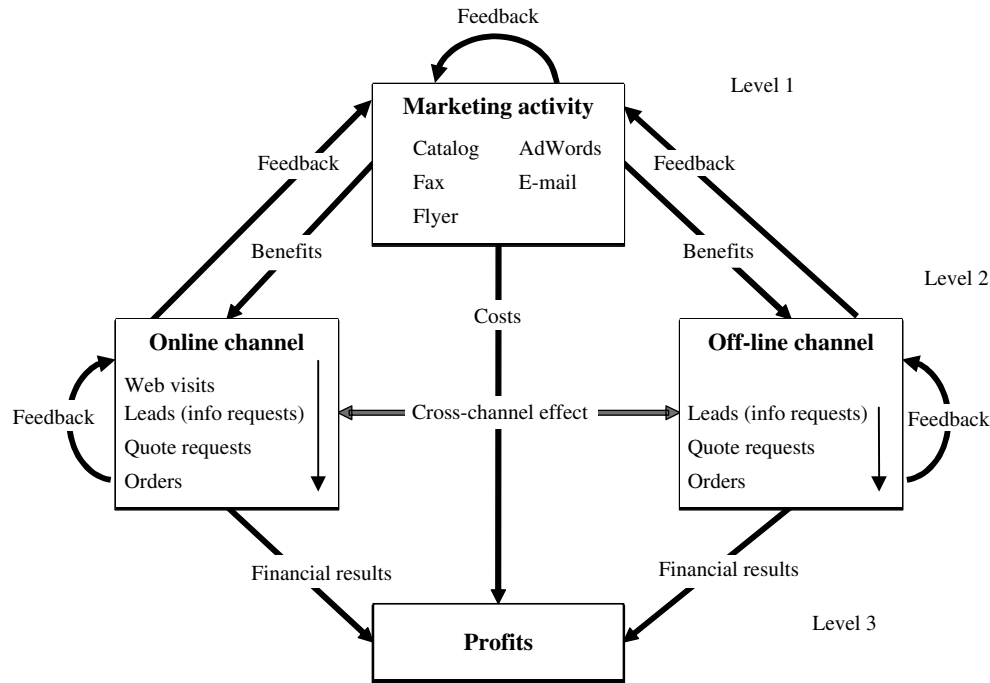 Feedback
Level 1
Marketing activity
Catalog AdWords
Fax E-mail
Flyer
Feedback
Feedback
Benefits
Benefits
Level 2
Costs
Online channel
Web visits
Leads (info requests)
Quote requests
Orders
Feedback
Cross-channel effect
Off-line channel
Leads (info requests)
Quote requests
Orders
Feedback
Financial results
Financial results
Level 3
Profits